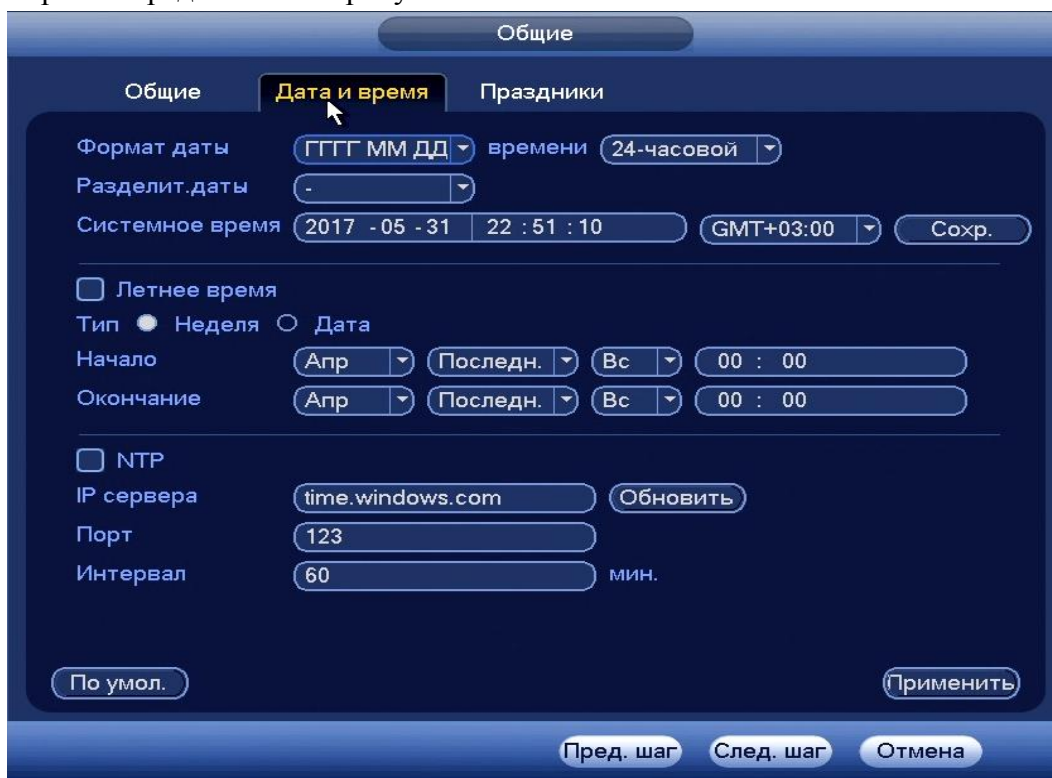 Общие
Общие Дата и время Праздники
Формат даты ГГГГ ММ ДД времени 24-часовой
Разделит.даты -
Системное время 2017 - 05 - 31 22 : 51 : 10 GMT+03:00 Сохр.
Летнее время
Тип Неделя Дата
Начало Апр Последн. Вс 00 : 00
Окончание Апр Последн. Вс 00 : 00
NTP
IP сервера time.windows.com Обновить
Порт 123
Интервал 60 мин.
По умол. Применить
Пред. шаг След. шаг Отмена